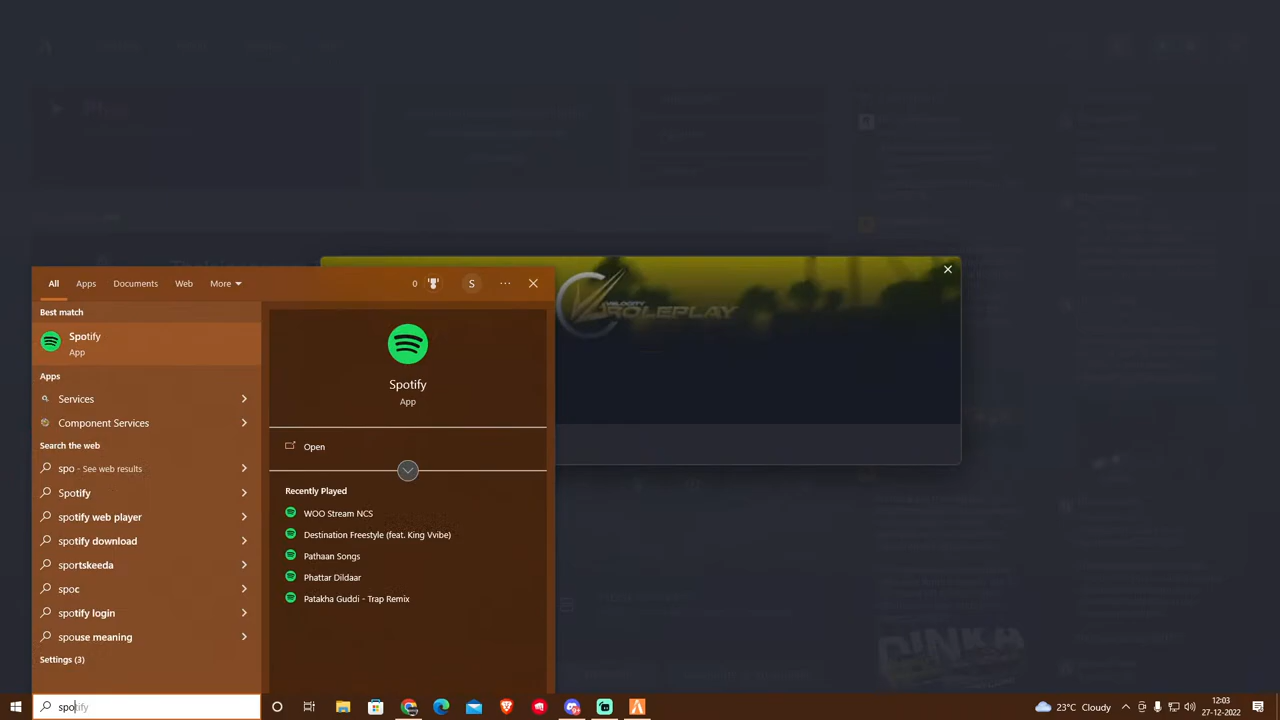 VELOCITY
ROLEPLAY
All
Apps
Documents
Web
More
0
S
Best match
Spotify
App
Apps
Services
Component Services
Search the web
spo - See web results
Spotify
spotify web player
spotify download
sportskeeda
spoc
spotify login
spouse meaning
Settings (3)
Spotify
App
Open
Recently Played
WOO Stream NCS
Destination Freestyle (feat. King Vvibe)
Pathaan Songs
Phattar Dildaar
Patakha Guddi - Trap Remix
spotify
23°C Cloudy
12:03
27-12-2022